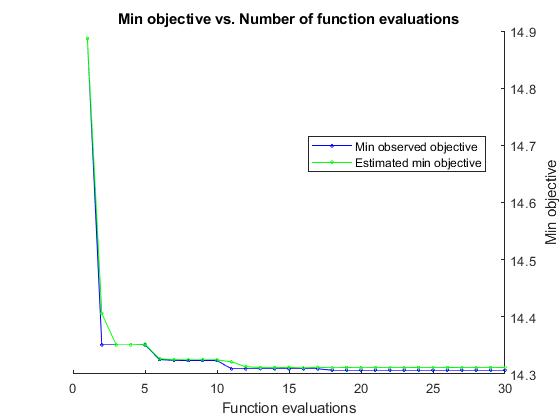 Min objective vs. Number of function evaluations
14.9
14.8
14.7
Min observed objective
Estimated min objective
14.6
Min objective
14.5
14.4
14.3
0 5 10 15 20 25 30
Function evaluations